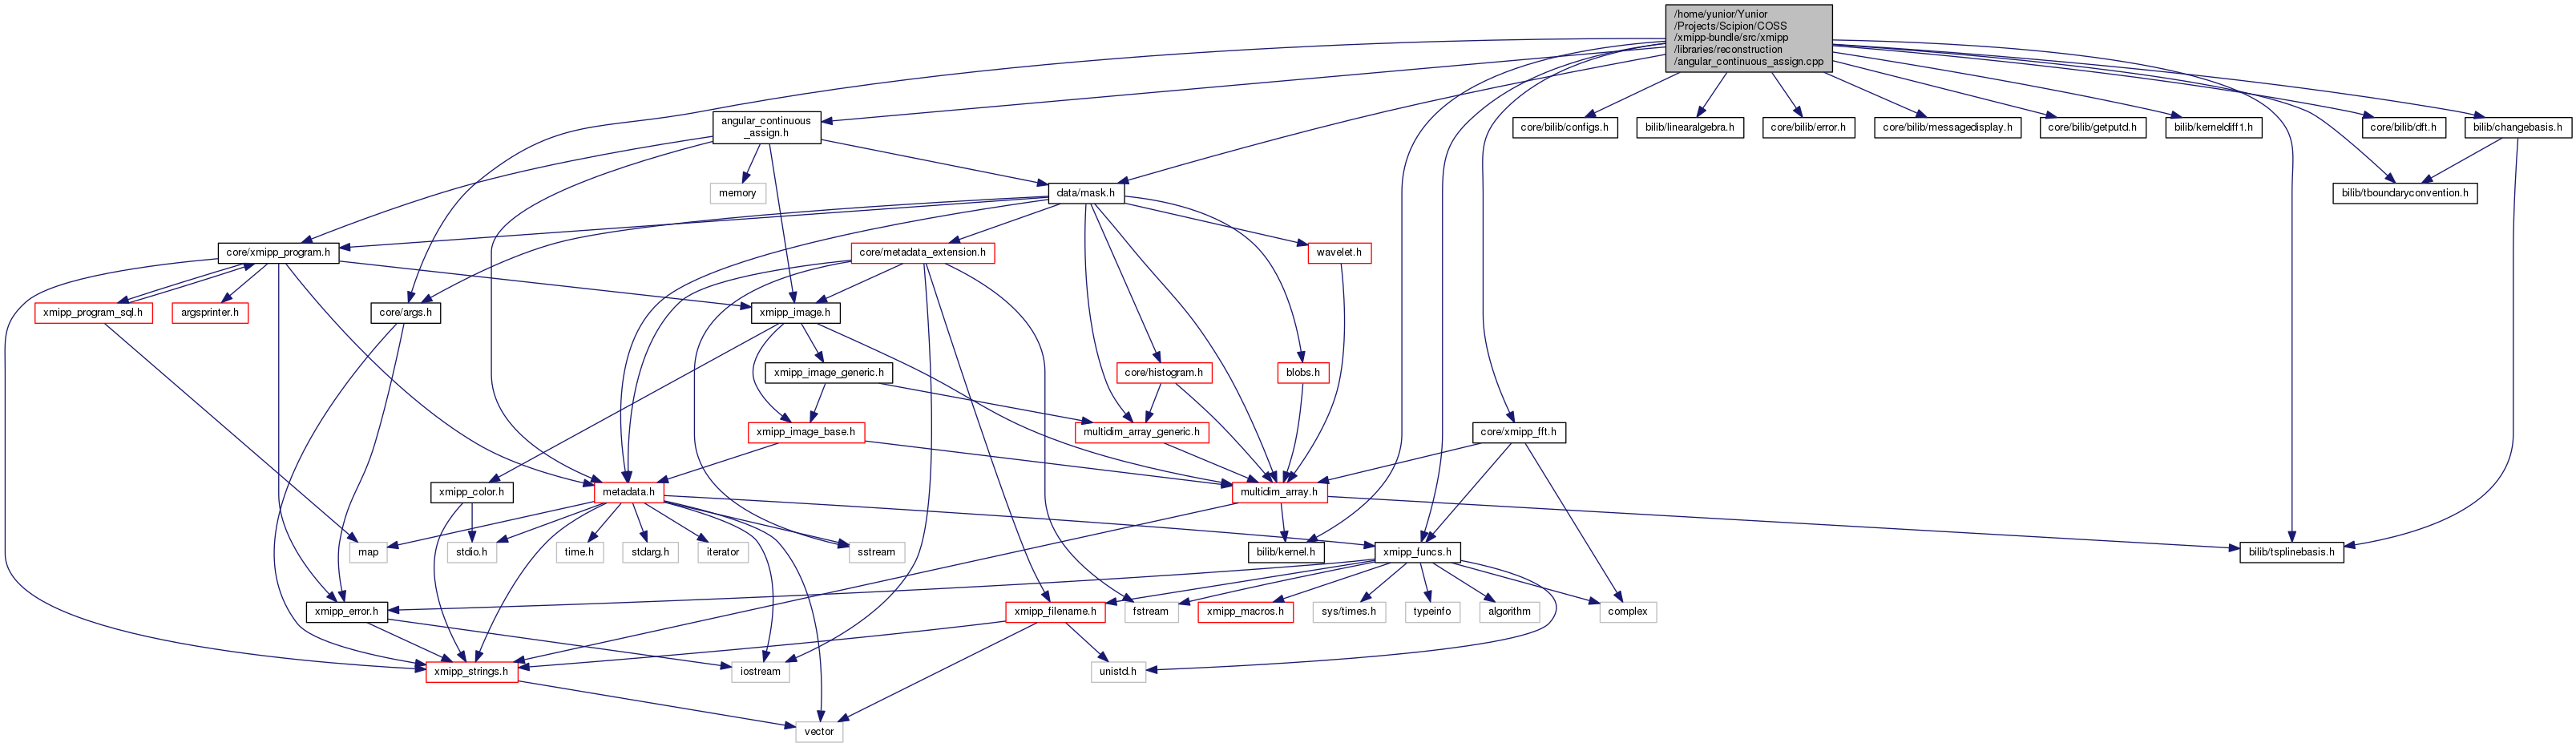 /home/yunior/Yunior
/Projects/Scipion/COSS
/xmipp-bundle/src/xmipp
/libraries/reconstruction
/angular_continuous_assign.cpp
angular_continuous
_assign.h
core/bilib/configs.h
bilib/linearalgebra.h
core/bilib/error.h
core/bilib/messagedisplay.h
core/bilib/getputd.h
bilib/kerneldiff1.h
core/bilib/dft.h
bilib/changebasis.h
memory
data/mask.h
bilib/tboundaryconvention.h
core/xmipp_program.h
core/metadata_extension.h
wavelet.h
xmipp_program_sql.h
argsprinter.h
core/args.h
xmipp_image.h
xmipp_image_generic.h
core/histogram.h
blobs.h
xmipp_image_base.h
multidim_array_generic.h
core/xmipp_fft.h
xmipp_color.h
metadata.h
multidim_array.h
map
stdio.h
time.h
stdarg.h
iterator
sstream
bilib/kernel.h
xmipp_funcs.h
bilib/tsplinebasis.h
xmipp_error.h
xmipp_filename.h
fstream
xmipp_macros.h
sys/times.h
typeinfo
algorithm
complex
xmipp_strings.h
iostream
unistd.h
vector